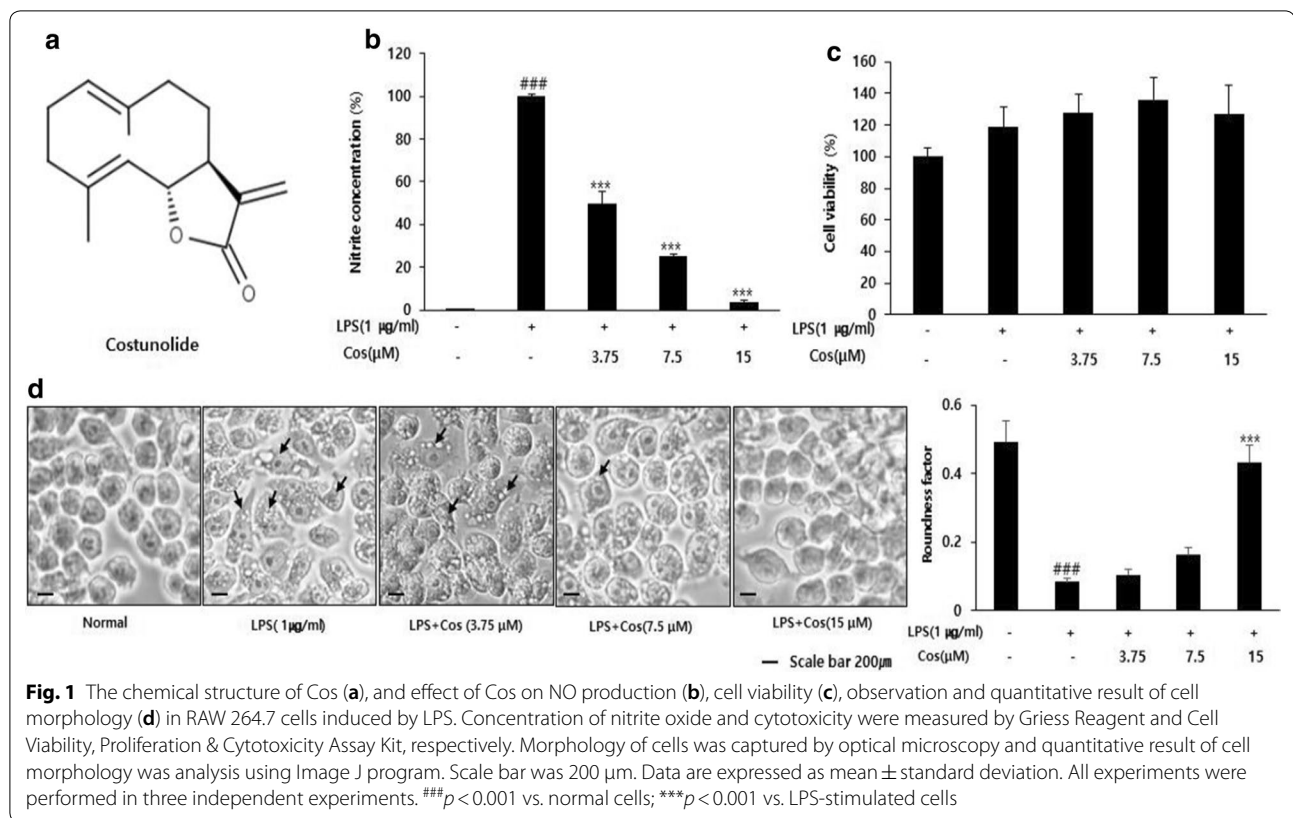 a
O
O
Costunolide
b
Nitrite concentration (%)
120
100
80
60
40
20
0
###
***
***
***
LPS(1 μg/ml) - + + + +
Cos(μM) - - 3.75 7.5 15
c
Cell viability (%)
160
140
120
100
80
60
40
20
0
LPS(1 μg/ml) - + + + +
Cos(μM) - - 3.75 7.5 15
d
Normal
LPS( 1μg/ml)
LPS+Cos (3.75 μM)
LPS+Cos(7.5 μM)
LPS+Cos(15 μM)
Scale bar 200μm
Roundness factor
0.6
0.4
0.2
0
###
***
LPS(1 μg/ml) - + + + +
Cos(μM) - - 3.75 7.5 15
Fig. 1 The chemical structure of Cos (a), and effect of Cos on NO production (b), cell viability (c), observation and quantitative result of cell
morphology (d) in RAW 264.7 cells induced by LPS. Concentration of nitrite oxide and cytotoxicity were measured by Griess Reagent and Cell
Viability, Proliferation & Cytotoxicity Assay Kit, respectively. Morphology of cells was captured by optical microscopy and quantitative result of cell
morphology was analysis using Image J program. Scale bar was 200 μm. Data are expressed as mean ± standard deviation. All experiments were
performed in three independent experiments. ###p < 0.001 vs. normal cells; ***p < 0.001 vs. LPS-stimulated cells